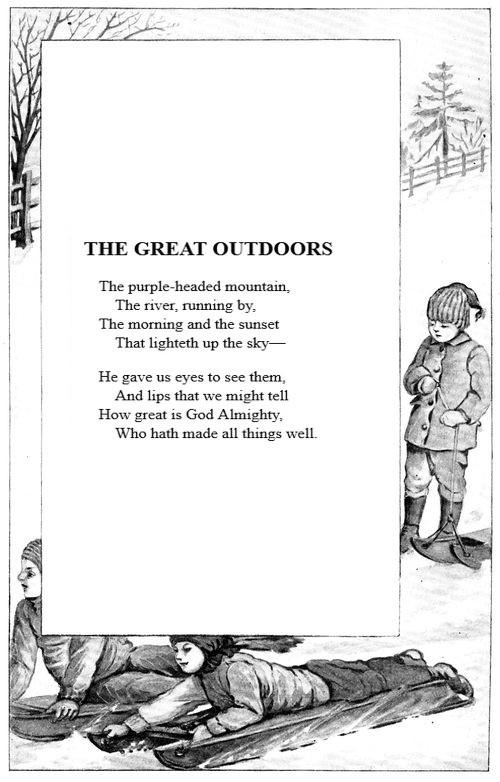 THE GREAT OUTDOORS
The purple-headed mountain,
The river, running by,
The morning and the sunset
That lighteth up the sky—
He gave us eyes to see them,
And lips that we might tell
How great is God Almighty,
Who hath made all things well.